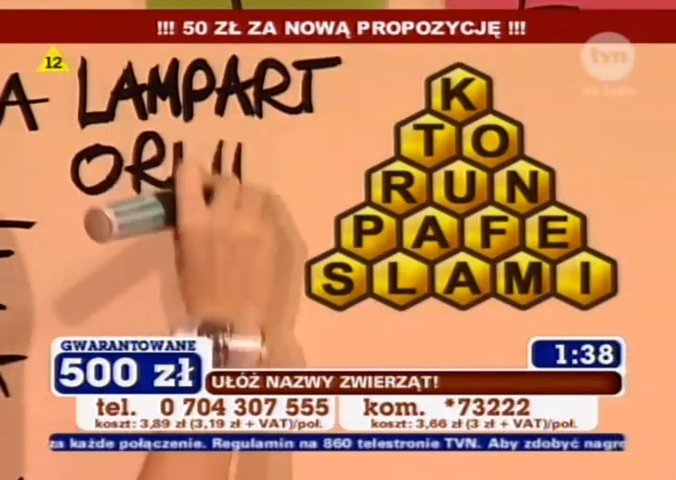 !!! 50 ZŁ ZA NOWĄ PROPOZYCJĘ !!!
12
tvn
A LAMPART
K
T O
R U N
P A F E
S L A M I
GWARANTOWANE
500 zł
1:38
UŁÓŻ NAZWY ZWIERZĄT!
tel. 0 704 307 555
koszt: 3,89 zł (3,19 zł + VAT)/poł.
kom. *73222
koszt: 3,66 zł (3 zł + VAT)/poł.
za każde połączenie. Regulamin na 860 telestronie TVN. Aby zdobyć nagro